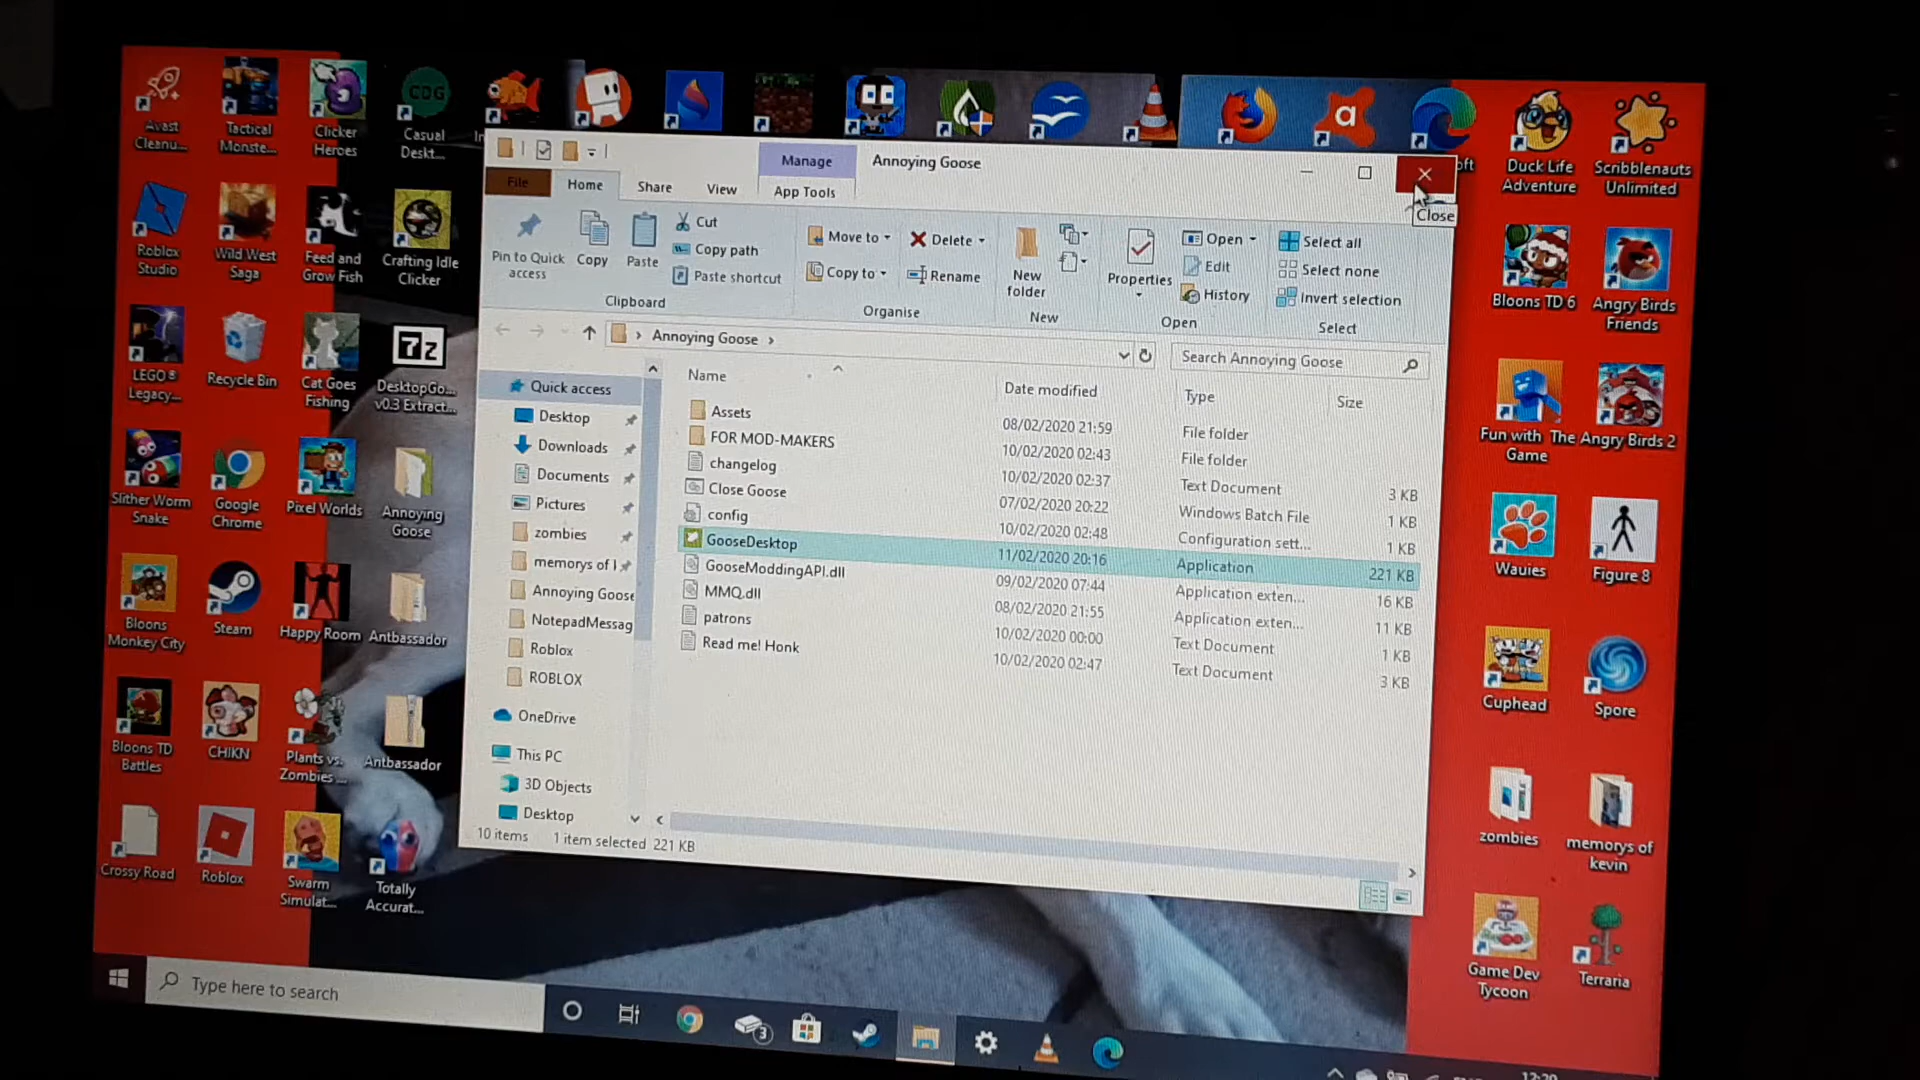 Manage
Annoying Goose
Close
File
Home
Share
View
App Tools
Pin to Quick
access
Copy
Paste
Cut
Copy path
Paste shortcut
Clipboard
Move to
Copy to
Delete
Rename
Organise
New
folder
New
Properties
Open
Edit
History
Open
Select all
Select none
Invert selection
Select
Annoying Goose
Search Annoying Goose
Name
Date modified
Type
Size
Assets
08/02/2020 21:59
File folder
FOR MOD-MAKERS
10/02/2020 02:43
File folder
changelog
10/02/2020 02:37
Text Document
3 KB
Close Goose
07/02/2020 20:22
Windows Batch File
1 KB
config
10/02/2020 02:48
Configuration sett...
1 KB
GooseDesktop
11/02/2020 20:16
Application
221 KB
GooseModdingAPI.dll
09/02/2020 07:44
Application exten...
16 KB
MMQ.dll
08/02/2020 21:55
Application exten...
11 KB
patrons
10/02/2020 00:00
Text Document
1 KB
Read me! Honk
10/02/2020 02:47
Text Document
3 KB
Quick access
Desktop
Downloads
Documents
Pictures
zombies
memorys of
Annoying Goose
NotepadMessag
Roblox
ROBLOX
OneDrive
This PC
3D Objects
Desktop
10 items
1 item selected 221 KB
Avast
Cleanu...
Tactical
Monste...
Clicker
Heroes
CDG
Casual
Deskt...
Roblox
Studio
Wild West
Saga
Feed and
Grow Fish
Crafting Idle
Clicker
LEGO®
Legacy...
Recycle Bin
Cat Goes
Fishing
7z
DesktopGo...
v0.3 Extract...
Slither Worm
Snake
Google
Chrome
Pixel Worlds
Annoying
Goose
Bloons
Monkey City
Steam
Happy Room
Antbassador
Bloons TD
Battles
CHIKN
Plants vs.
Zombies ...
Antbassador
Crossy Road
Roblox
Swarm
Simulat...
Totally
Accurat...
a
oft
Duck Life
Adventure
Scribblenauts
Unlimited
Bloons TD 6
Angry Birds
Friends
Fun with The
Game
Angry Birds 2
Wauies
Figure 8
Cuphead
Spore
zombies
memorys of
kevin
Game Dev
Tycoon
Terraria
Type here to search
3